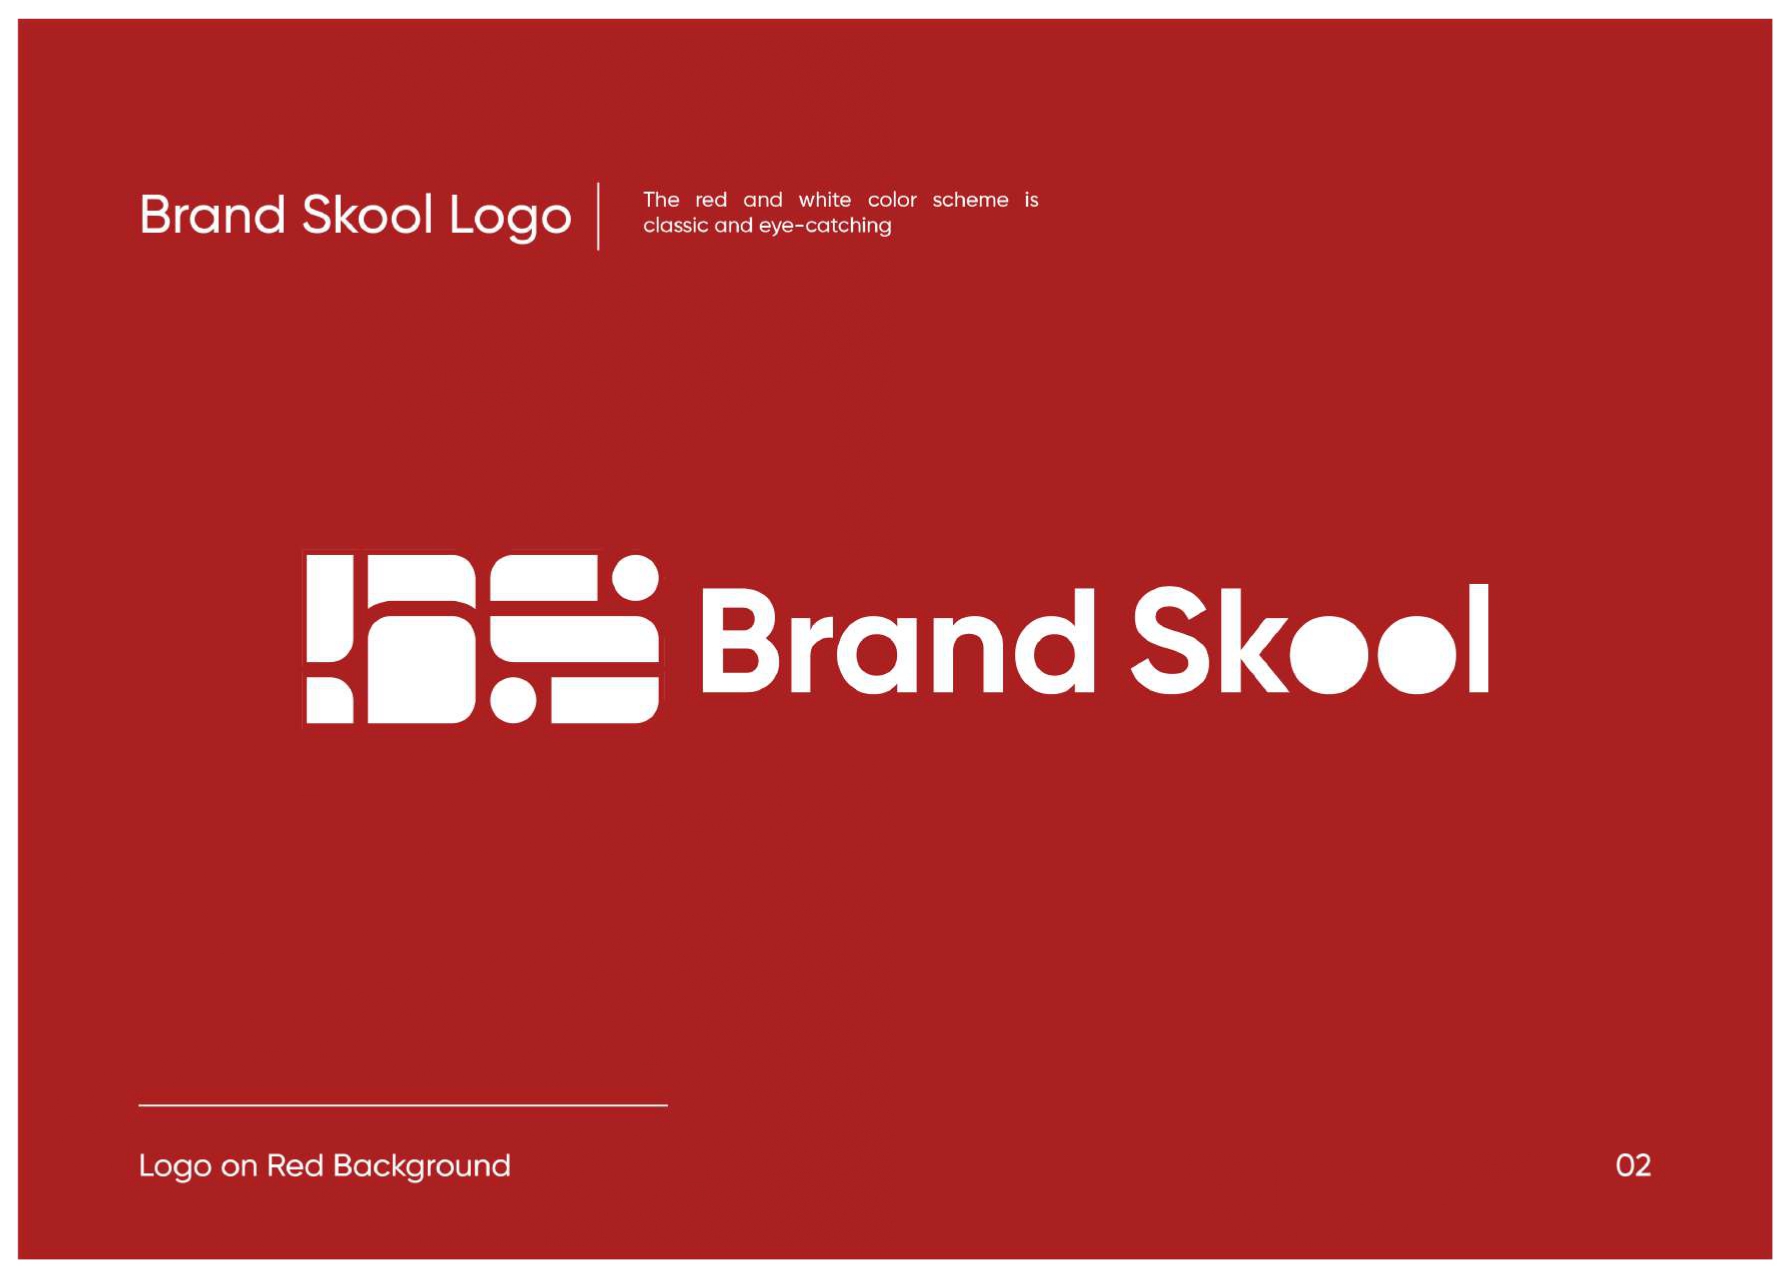 Brand Skool Logo
The red and white color scheme is
classic and eye-catching
BS Brand Skool
Logo on Red Background
02